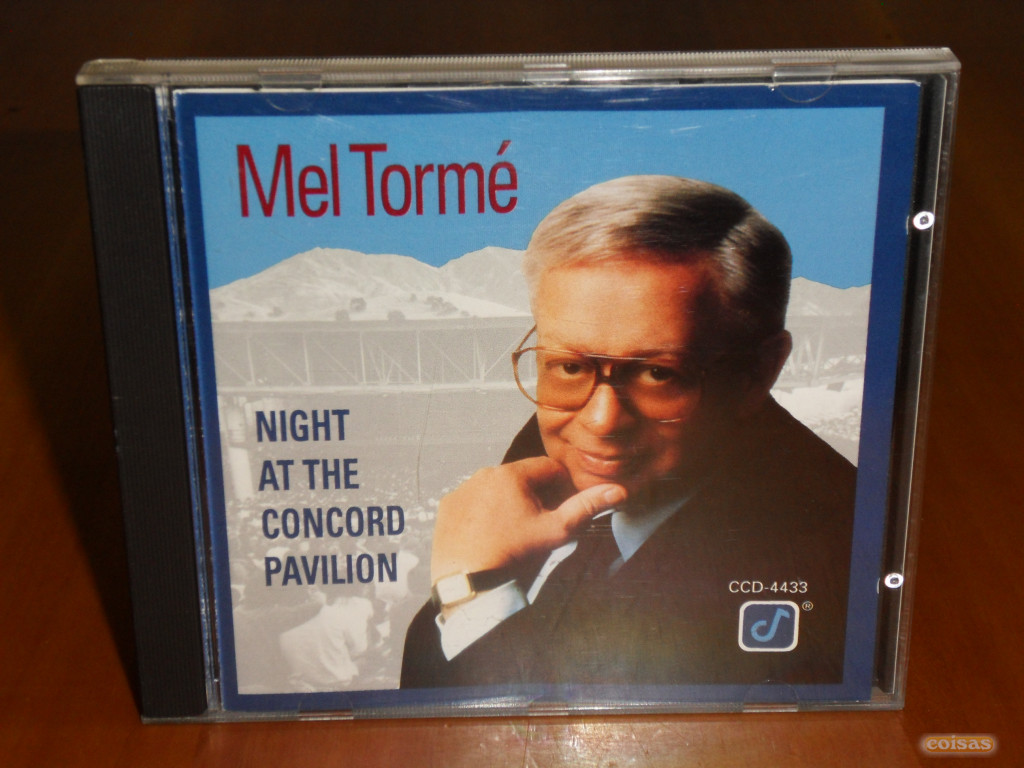 Mel Tormé
NIGHT
AT THE
CONCORD
PAVILION
CCD-4433
®
coisas